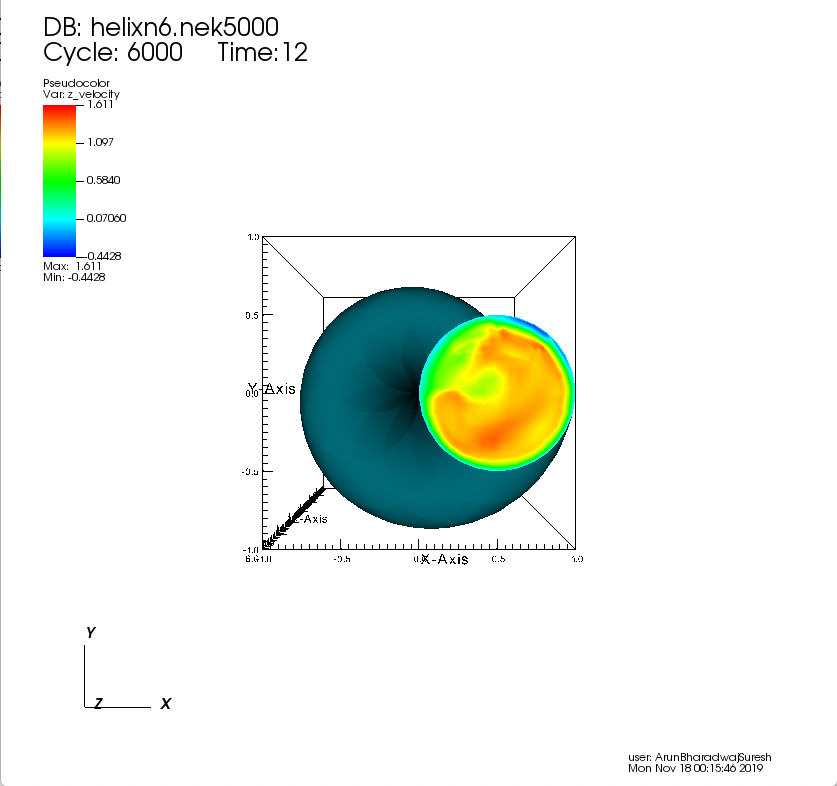 DB: helixn6.nek5000
Cycle: 6000 Time:12
Pseudocolor
Var: z_velocity
1.611
1.097
0.5840
0.07060
-0.4428
Max: 1.611
Min: -0.4428
1.0
0.5
Y-Axis
0.0
-0.5
-1.0
-Axis
-0.5
X-Axis
0.5
1.0
Y
Z
X
user: ArunBharadwajSuresh
Mon Nov 18 00:15:46 2019